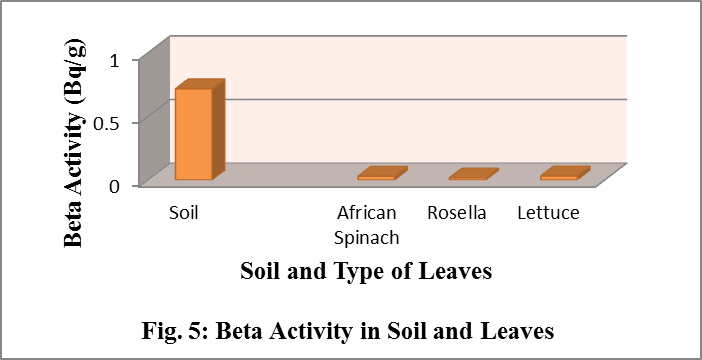 Beta Activity (Bq/g)
1
0.5
0
Soil
African
Spinach
Rosella
Lettuce
Soil and Type of Leaves
Fig. 5: Beta Activity in Soil and Leaves